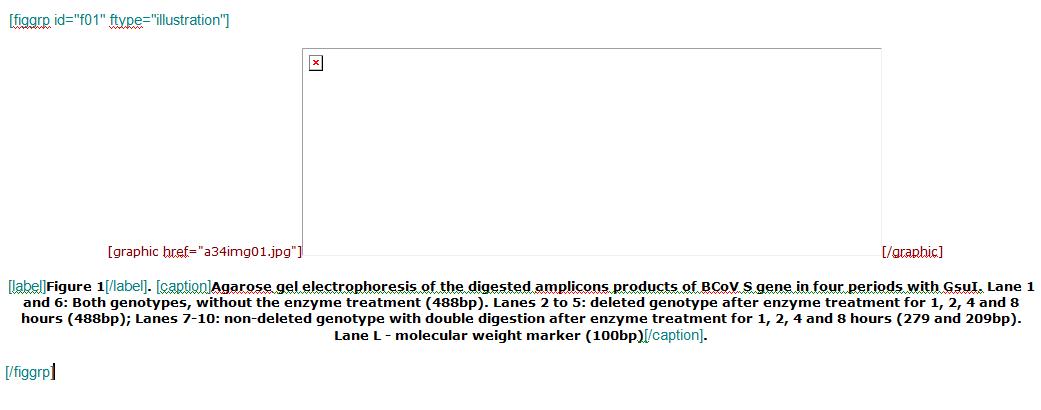 [figgrp id="f01" ftype="illustration"]
[graphic href="a34img01.jpg"] [/graphic]
[label]Figure 1[/label]. [caption]Agarose gel electrophoresis of the digested amplicons products of BCoV S gene in four periods with GsuI. Lane 1
and 6: Both genotypes, without the enzyme treatment (488bp). Lanes 2 to 5: deleted genotype after enzyme treatment for 1, 2, 4 and 8
hours (488bp); Lanes 7-10: non-deleted genotype with double digestion after enzyme treatment for 1, 2, 4 and 8 hours (279 and 209bp).
Lane L - molecular weight marker (100bp)[/caption].
[/figgrp]